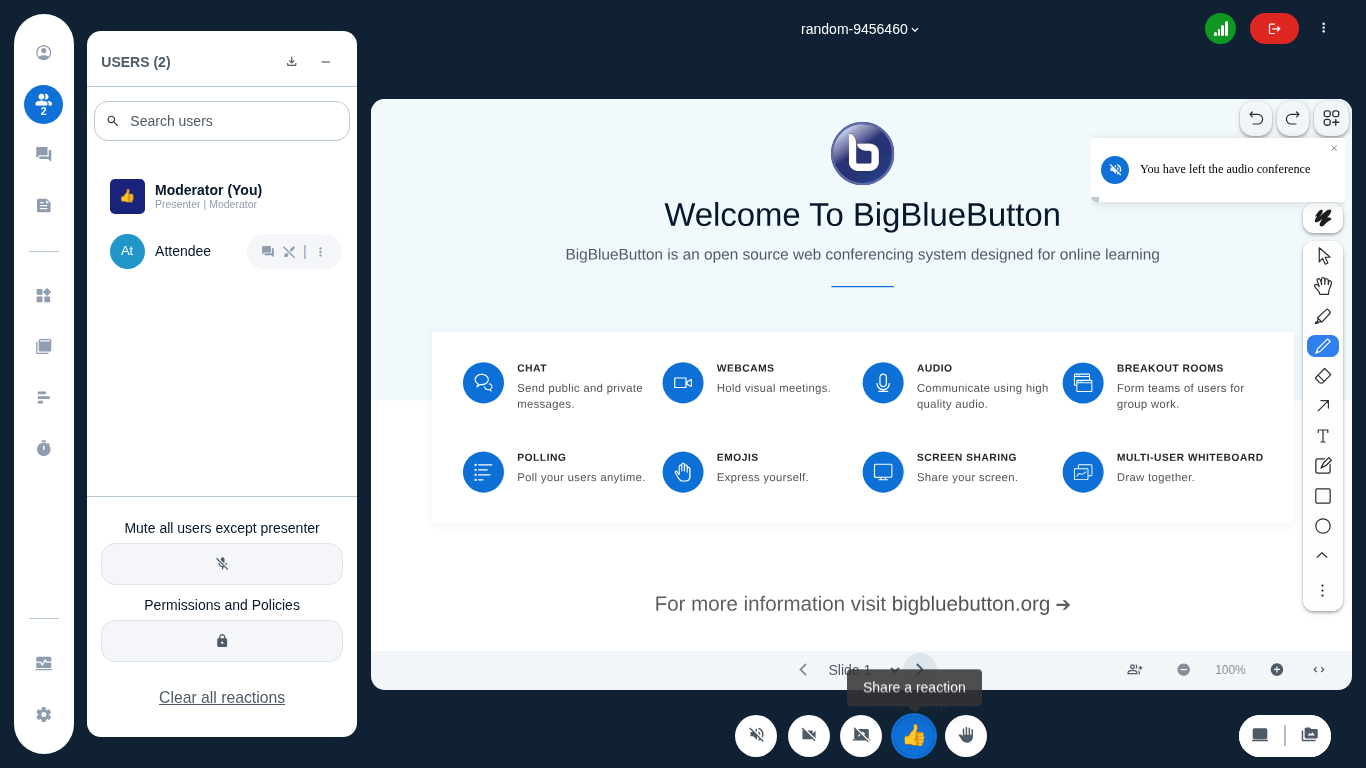 random-9456460
USERS (2)
2
Search users
Moderator (You)
Presenter | Moderator
At
Attendee
Mute all users except presenter
Permissions and Policies
Clear all reactions
You have left the audio conference
Welcome To BigBlueButton
BigBlueButton is an open source web conferencing system designed for online learning
CHAT
Send public and private
messages.
WEBCAMS
Hold visual meetings.
AUDIO
Communicate using high
quality audio.
BREAKOUT ROOMS
Form teams of users for
group work.
POLLING
Poll your users anytime.
EMOJIS
Express yourself.
SCREEN SHARING
Share your screen.
MULTI-USER WHITEBOARD
Draw together.
For more information visit bigbluebutton.org ➔
Slide 1
100%
Share a reaction